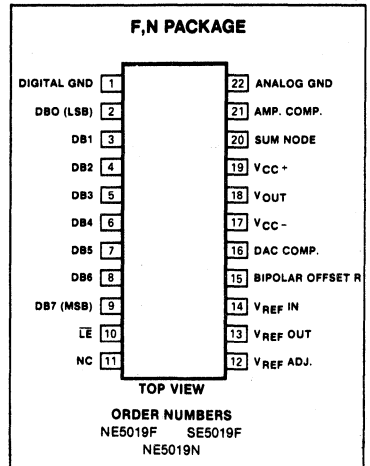 F,N PACKAGE
DIGITAL GND 1 22 ANALOG GND
DBO (LSB) 2 21 AMP. COMP.
DB1 3 20 SUM NODE
DB2 4 19 VCC+
DB3 5 18 VOUT
DB4 6 17 VCC-
DB5 7 16 DAC COMP.
DB6 8 15 BIPOLAR OFFSET R
DB7 (MSB) 9 14 VREF IN
L̅E̅ 10 13 VREF OUT
NC 11 12 VREF ADJ.
TOP VIEW
ORDER NUMBERS
NE5019F SE5019F
NE5019N